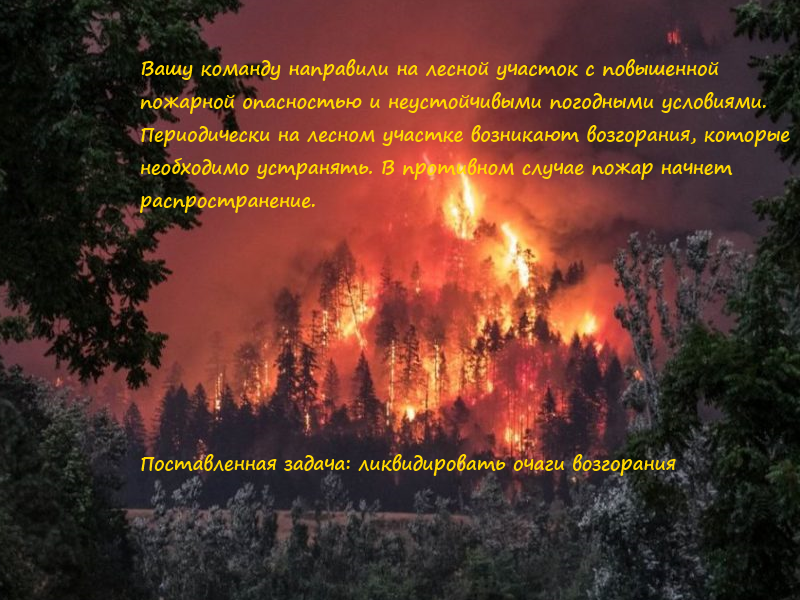 Вашу команду направили на лесной участок с повышенной
пожарной опасностью и неустойчивыми погодными условиями.
Периодически на лесном участке возникают возгорания, которые
необходимо устранять. В противном случае пожар начнет
распространение.
Поставленная задача: ликвидировать очаги возгорания